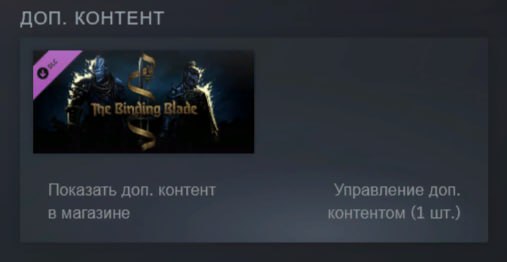 ДОП. КОНТЕНТ
DLC
The Binding Blade
Показать доп. контент
в магазине
Управление доп.
контентом (1 шт.)